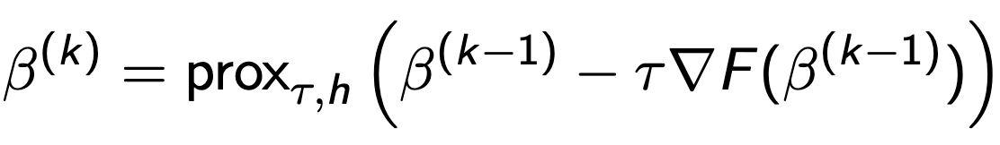 β^(k) = prox_τ,h (β^(k−1) − τ∇F(β^(k−1)))